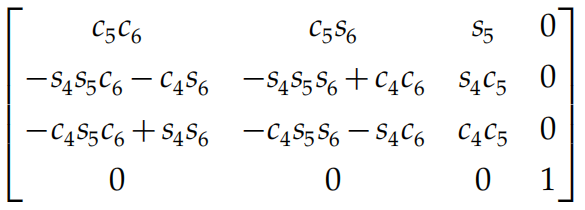 c₅c₆ c₅s₆ s₅ 0
−s₄s₅c₆ − c₄s₆ −s₄s₅s₆ + c₄c₆ s₄c₅ 0
−c₄s₅c₆ + s₄s₆ −c₄s₅s₆ − s₄c₆ c₄c₅ 0
0 0 0 1